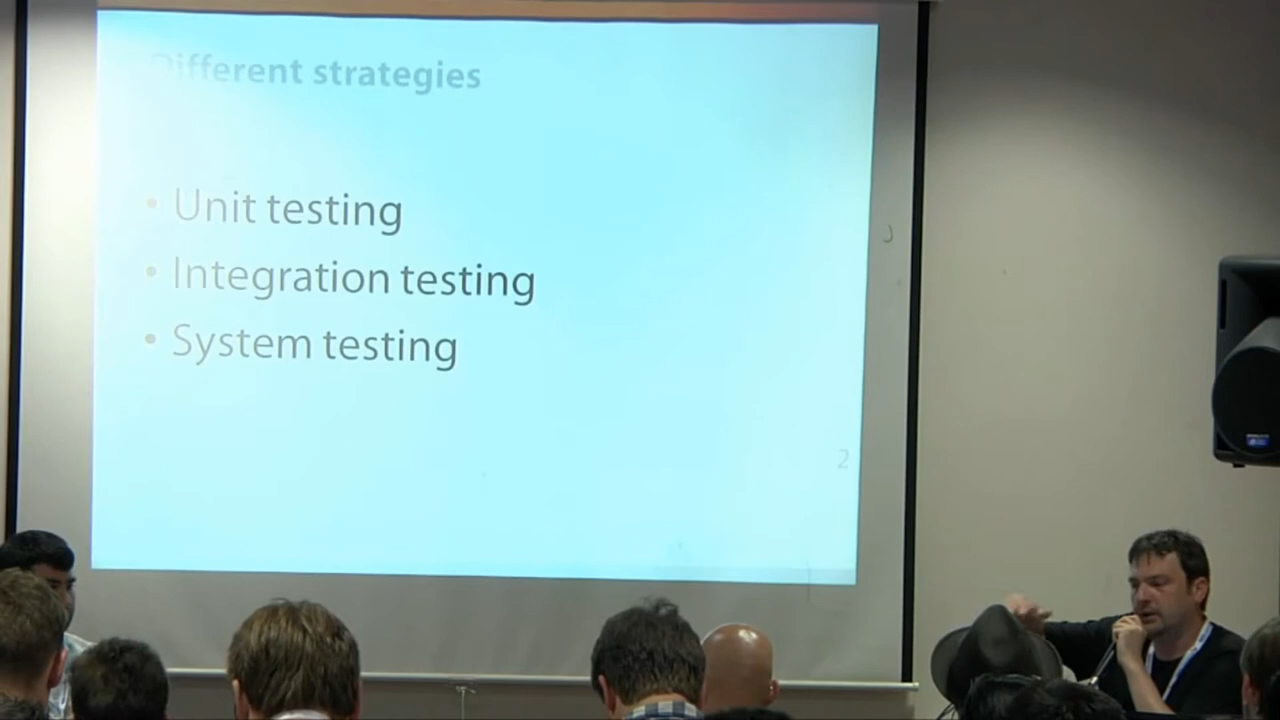 Different strategies
• Unit testing
• Integration testing
• System testing
2